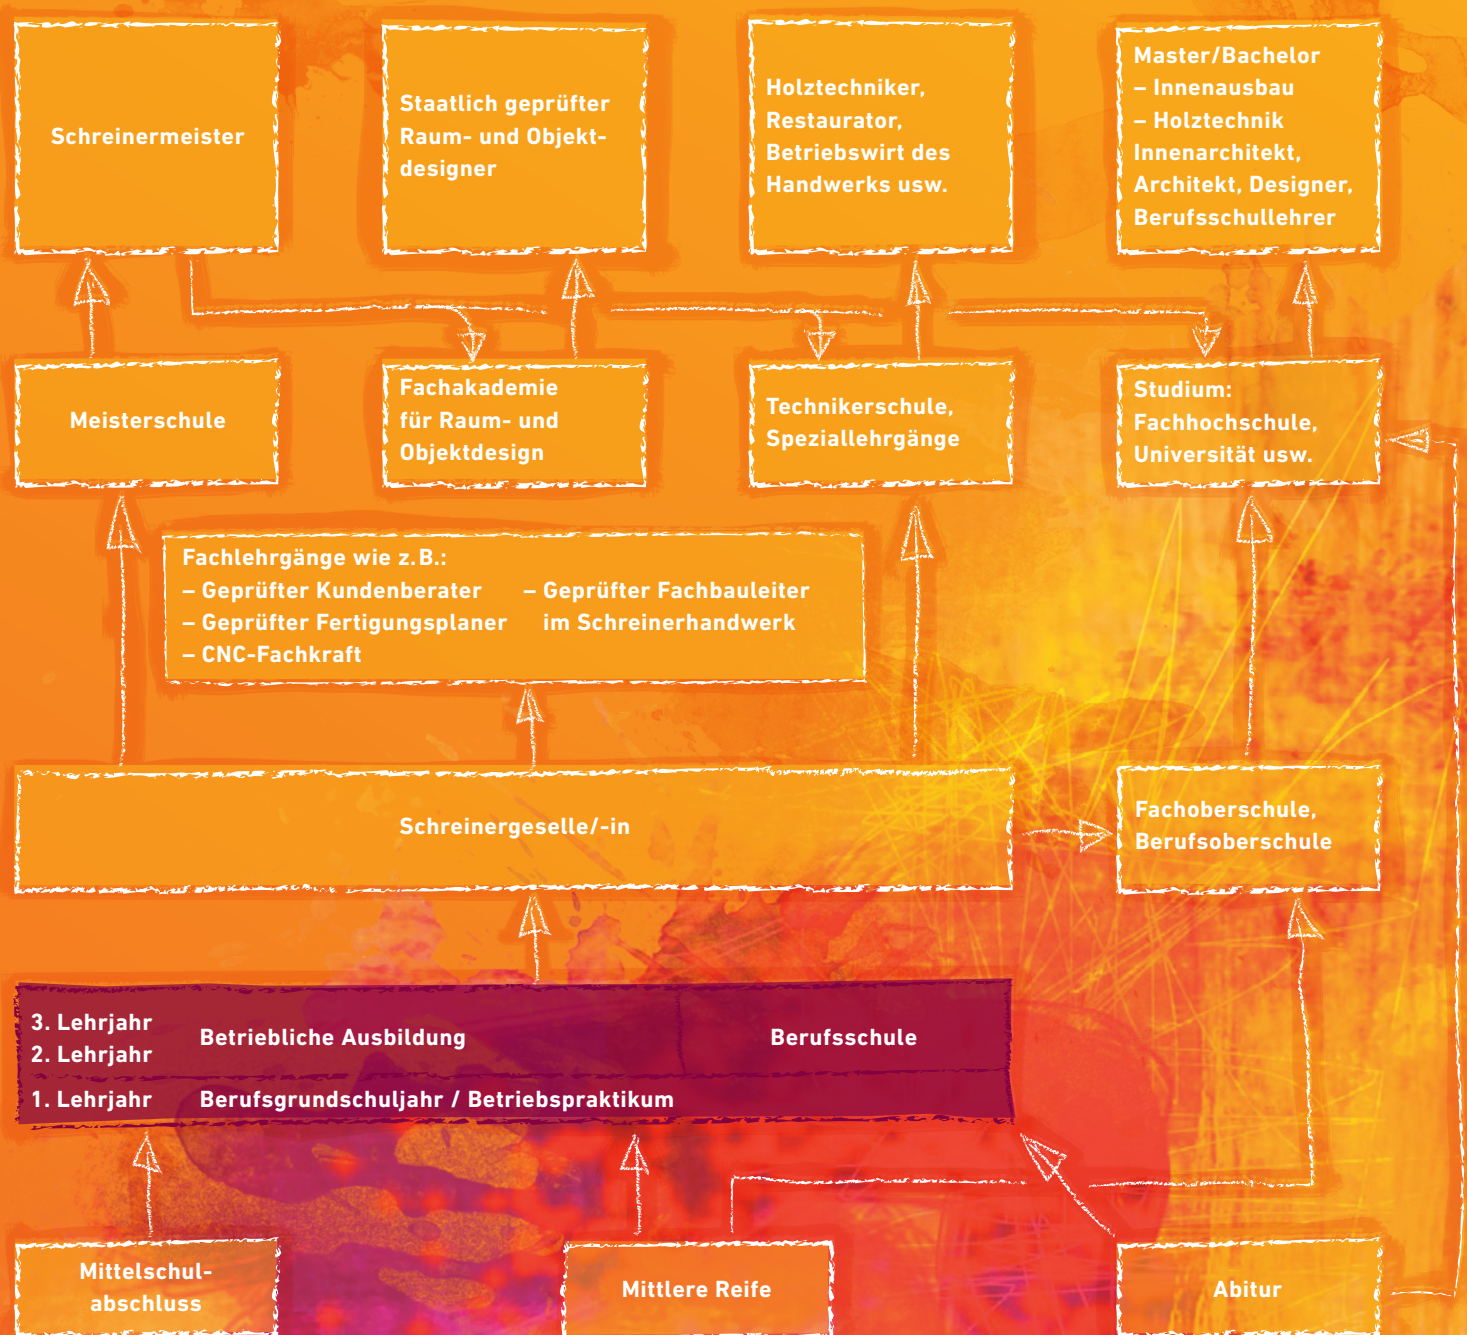 Schreinermeister
Staatlich geprüfter
Raum- und Objekt-
designer
Holztechniker,
Restaurator,
Betriebswirt des
Handwerks usw.
Master/Bachelor
– Innenausbau
– Holztechnik
Innenarchitekt,
Architekt, Designer,
Berufsschullehrer
Meisterschule
Fachakademie
für Raum- und
Objektdesign
Technikerschule,
Speziallehrgänge
Studium:
Fachhochschule,
Universität usw.
Fachlehrgänge wie z.B.:
– Geprüfter Kundenberater
– Geprüfter Fertigungsplaner
– CNC-Fachkraft
– Geprüfter Fachbauleiter
im Schreinerhandwerk
Schreinergeselle/-in
Fachoberschule,
Berufsoberschule
3. Lehrjahr
2. Lehrjahr
Betriebliche Ausbildung
Berufsschule
1. Lehrjahr
Berufsgrundschuljahr / Betriebspraktikum
Mittelschul-
abschluss
Mittlere Reife
Abitur